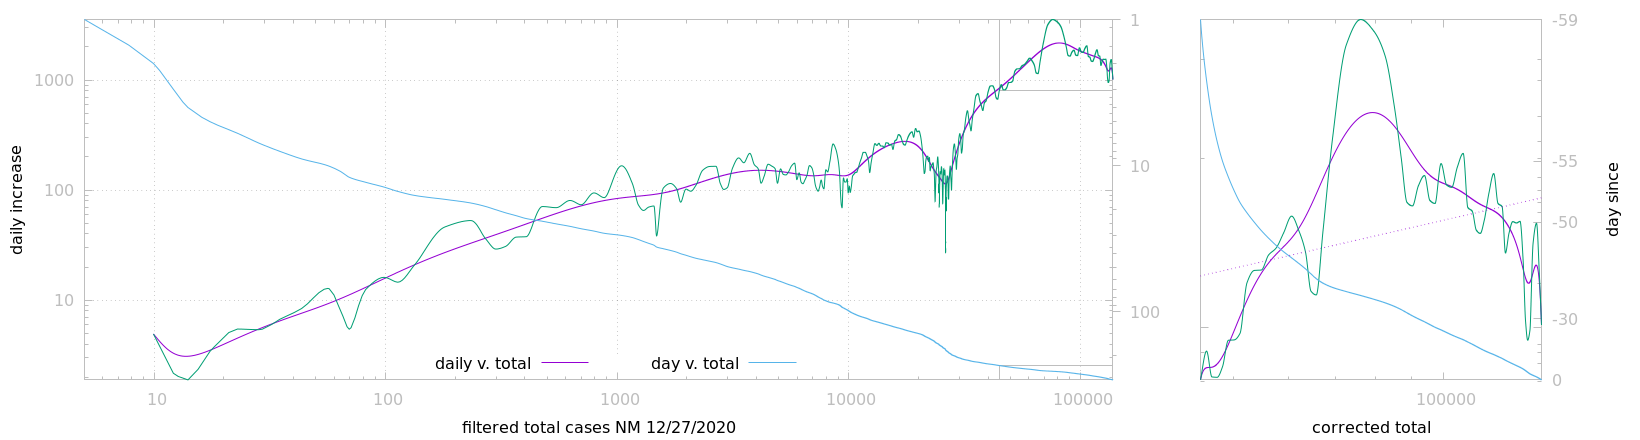 1
-59
1000
daily increase
10
-55
100
-50
day since
10
100
-30
daily v. total
day v. total
0
10
100
1000
10000
100000
100000
filtered total cases NM 12/27/2020
corrected total